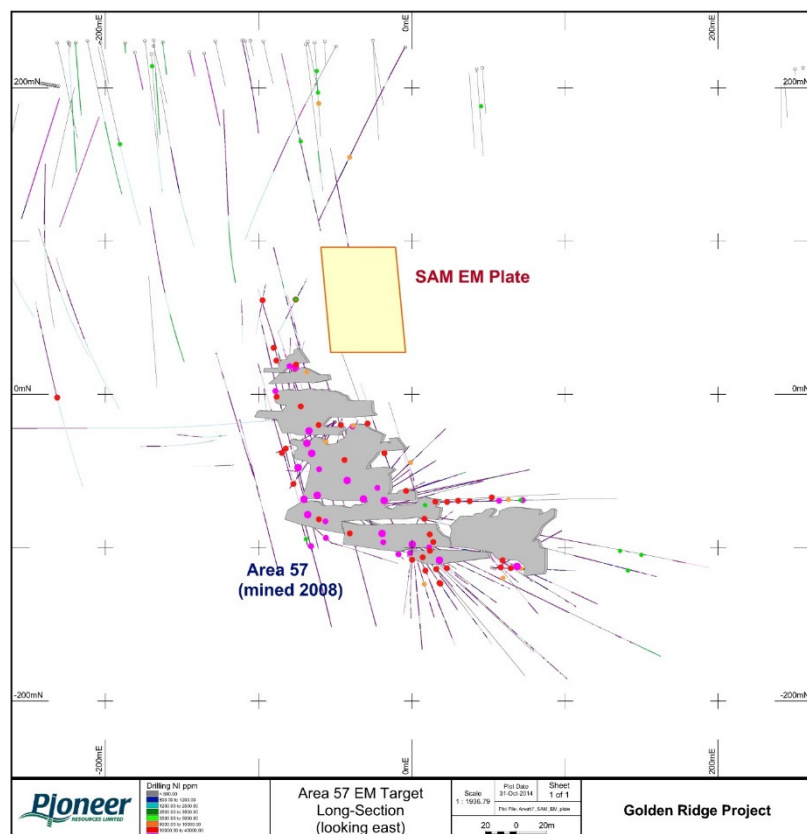 -200mE
0mE
200mE
200mN
200mN
SAM EM Plate
0mN
0mN
Area 57
(mined 2008)
-200mN
-200mN
-200mE
0mE
200mE
Pioneer
RESOURCES LIMITED
Drilling NI ppm
Area 57 EM Target
Long-Section
(looking east)
Scale
1 : 1936.79
Plot Date
31-Oct-2014
Sheet
1 of 1
20 0 20m
Golden Ridge Project